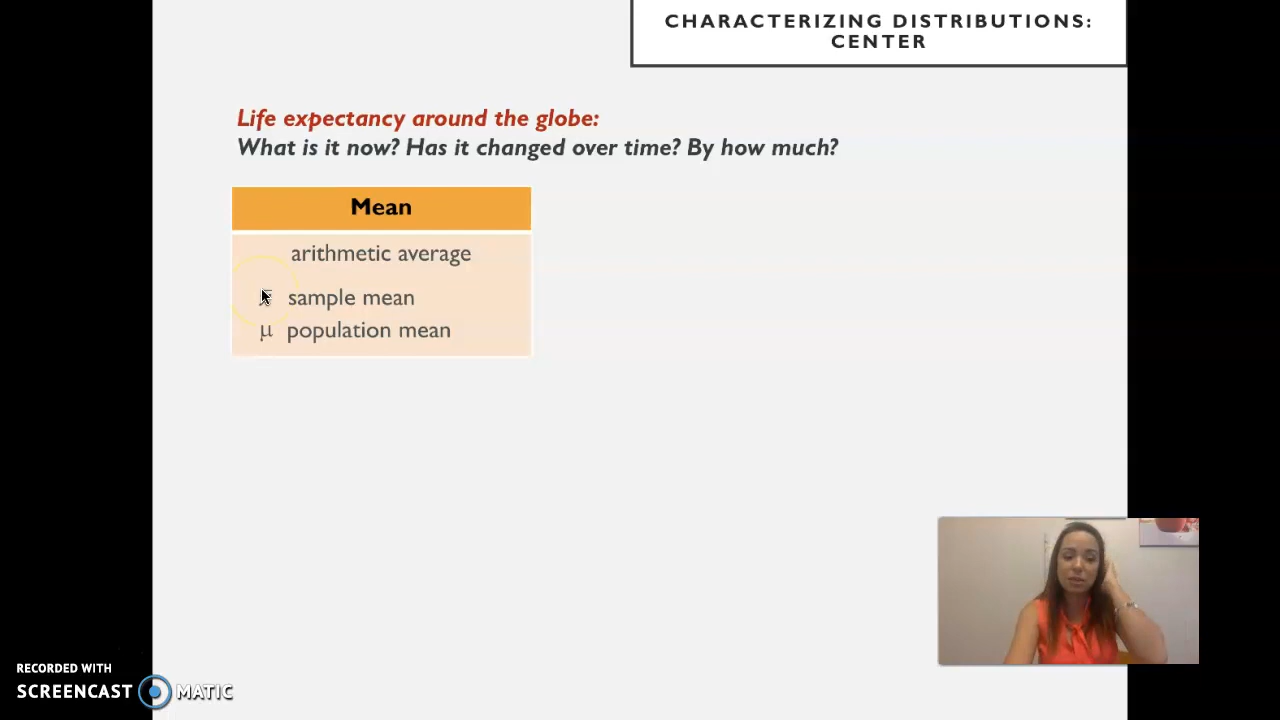 CHARACTERIZING DISTRIBUTIONS:
CENTER
Life expectancy around the globe:
What is it now? Has it changed over time? By how much?
Mean
arithmetic average
sample mean
μ population mean
RECORDED WITH
SCREENCAST MATIC